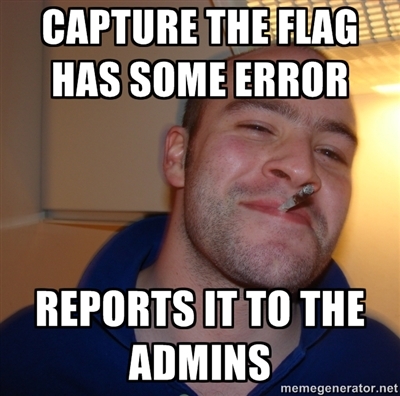 CAPTURE THE FLAG
HAS SOME ERROR
REPORTS IT TO THE
ADMINS
memegenerator.net